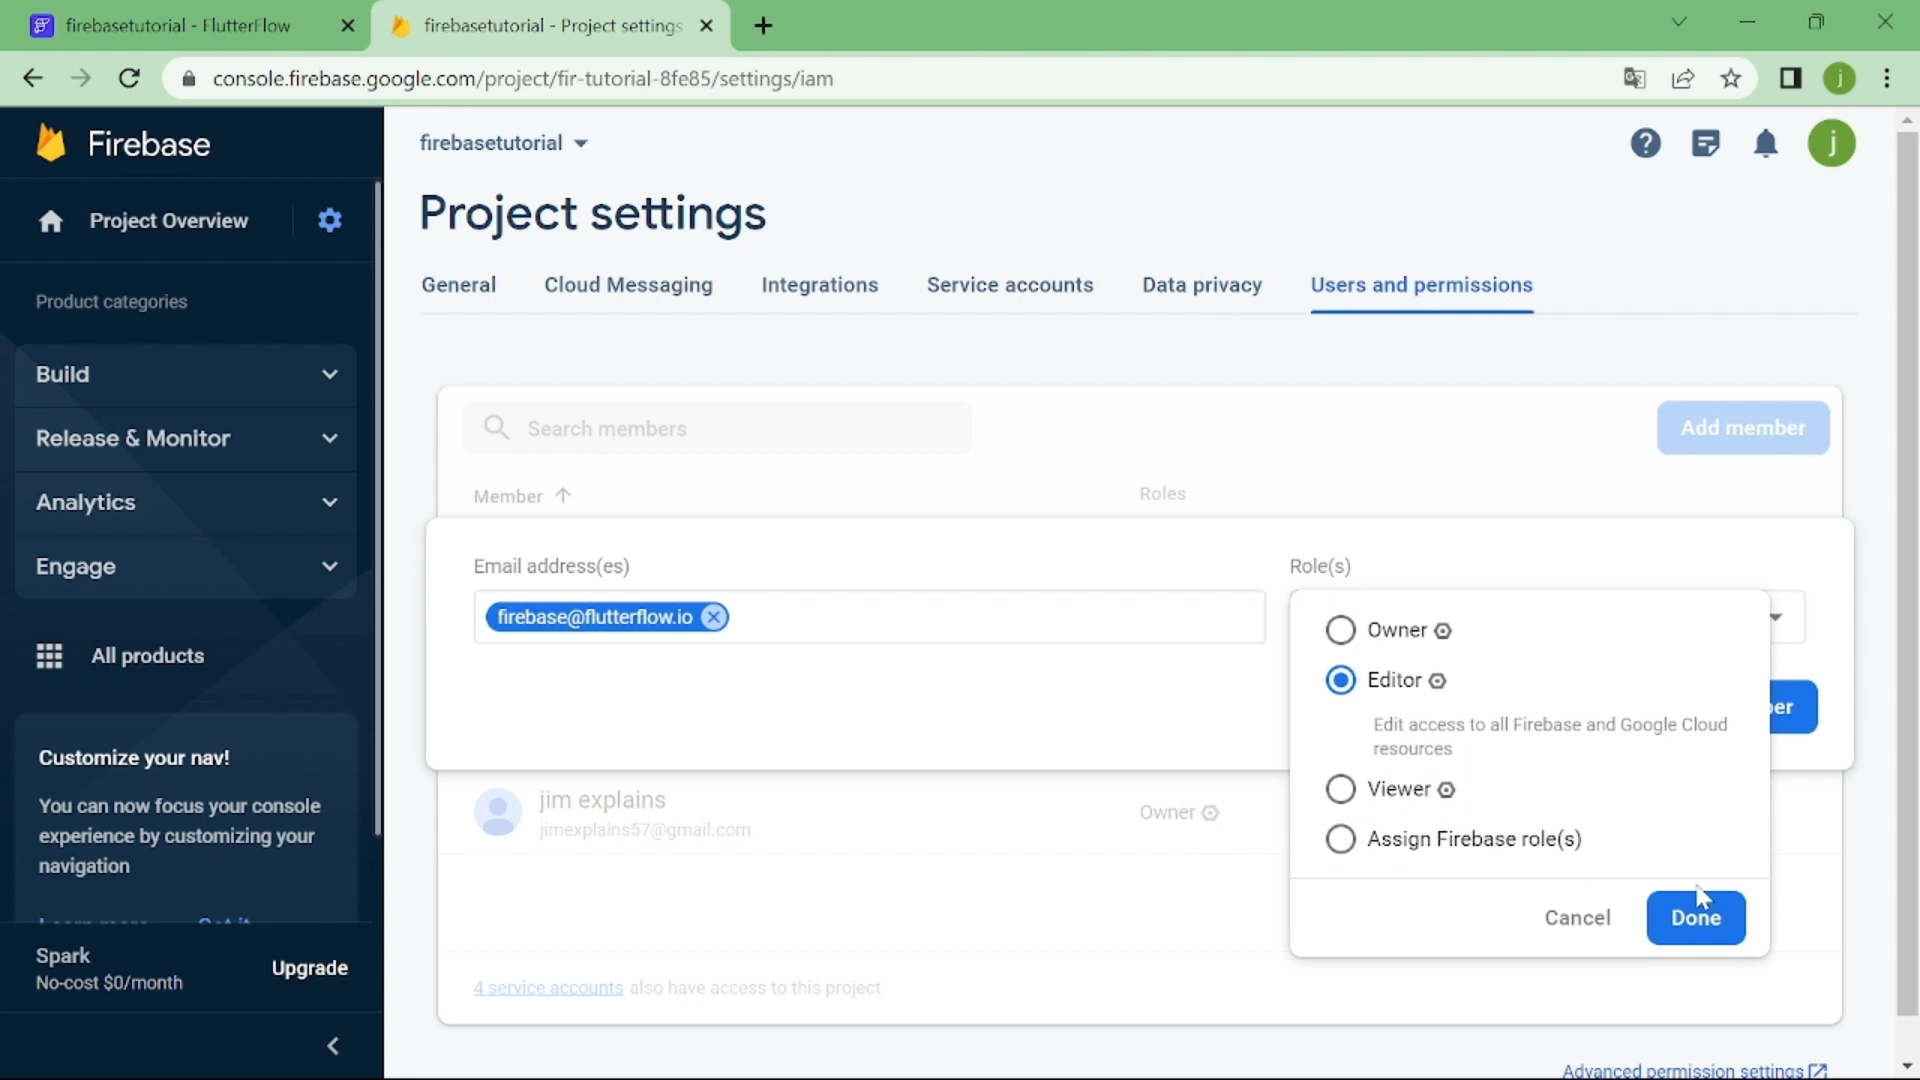 firebasetutorial - FlutterFlow
firebasetutorial - Project settings
console.firebase.google.com/project/fir-tutorial-8fe85/settings/iam
j
Firebase
firebasetutorial
j
Project Overview
Project settings
General Cloud Messaging Integrations Service accounts Data privacy Users and permissions
Product categories
Build
Release & Monitor
Analytics
Engage
All products
Customize your nav!
You can now focus your console
experience by customizing your
navigation
Learn more Got it
Spark
No-cost $0/month
Upgrade
Search members
Add member
Member Roles
Email address(es)
firebase@flutterflow.io
Role(s)
Owner
Editor
Edit access to all Firebase and Google Cloud
resources
Viewer
Assign Firebase role(s)
Cancel Done
jim explains
jimexplains57@gmail.com
Owner
4 service accounts also have access to this project
Advanced permission settings